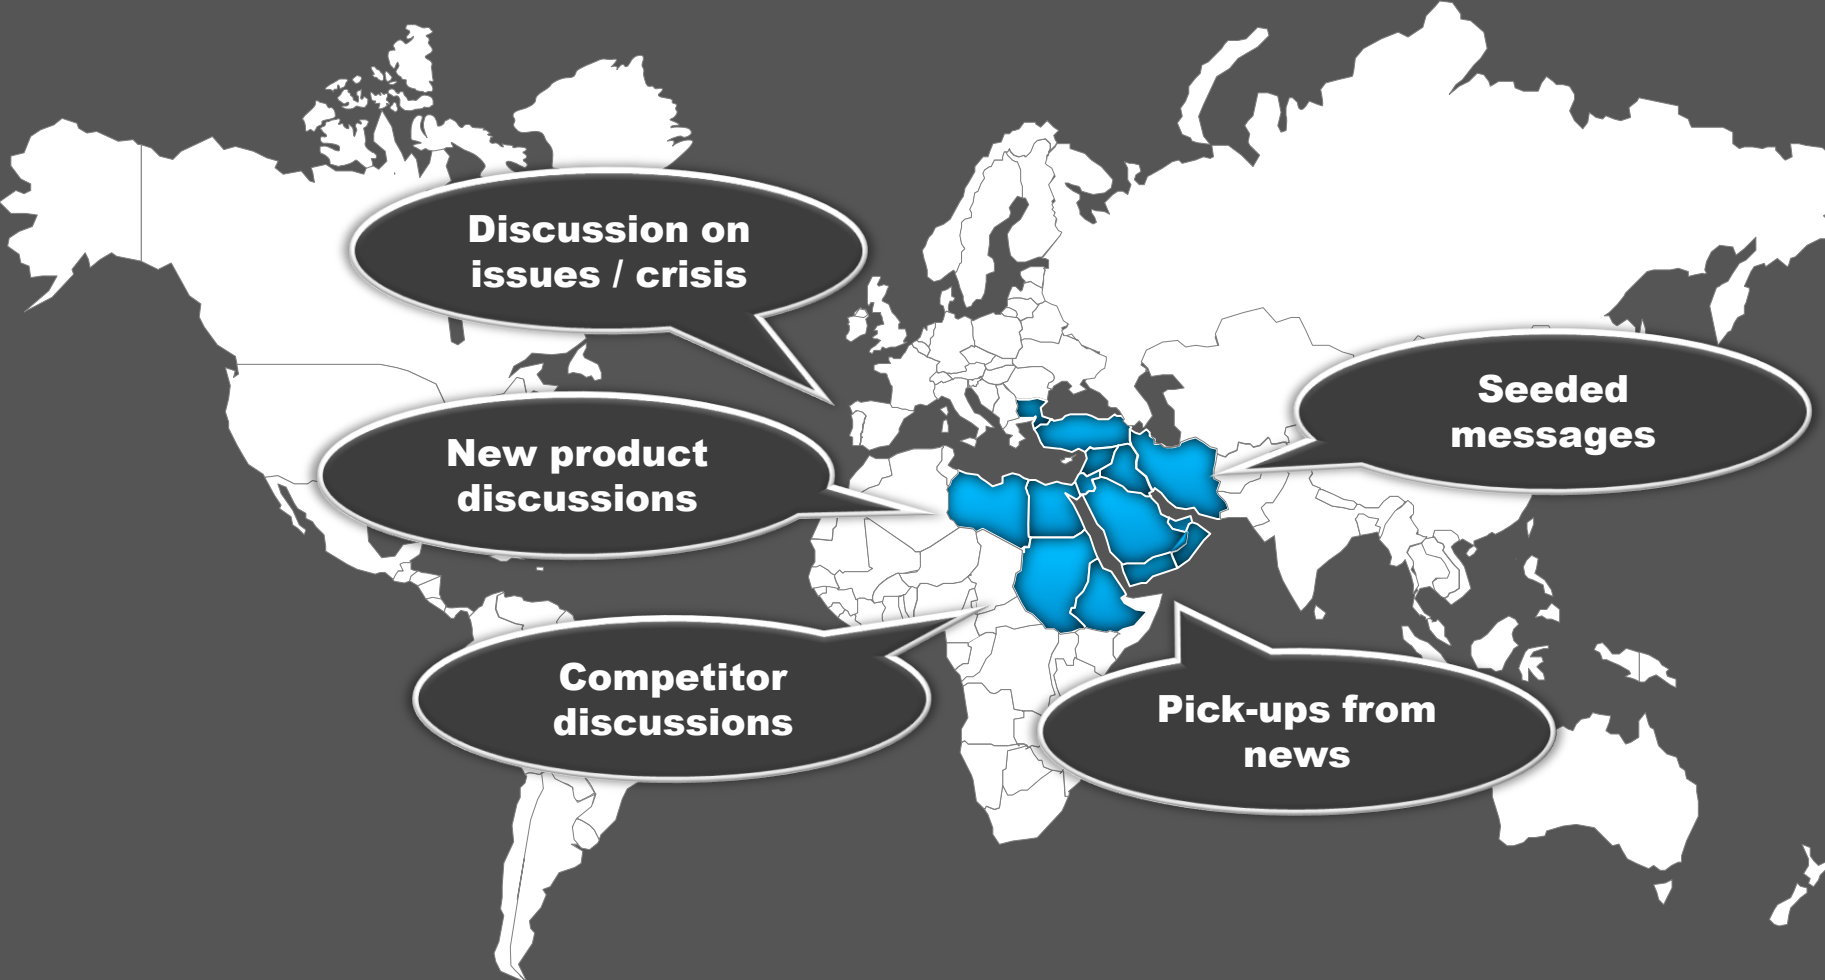 Discussion on
issues / crisis
New product
discussions
Seeded
messages
Competitor
discussions
Pick-ups from
news